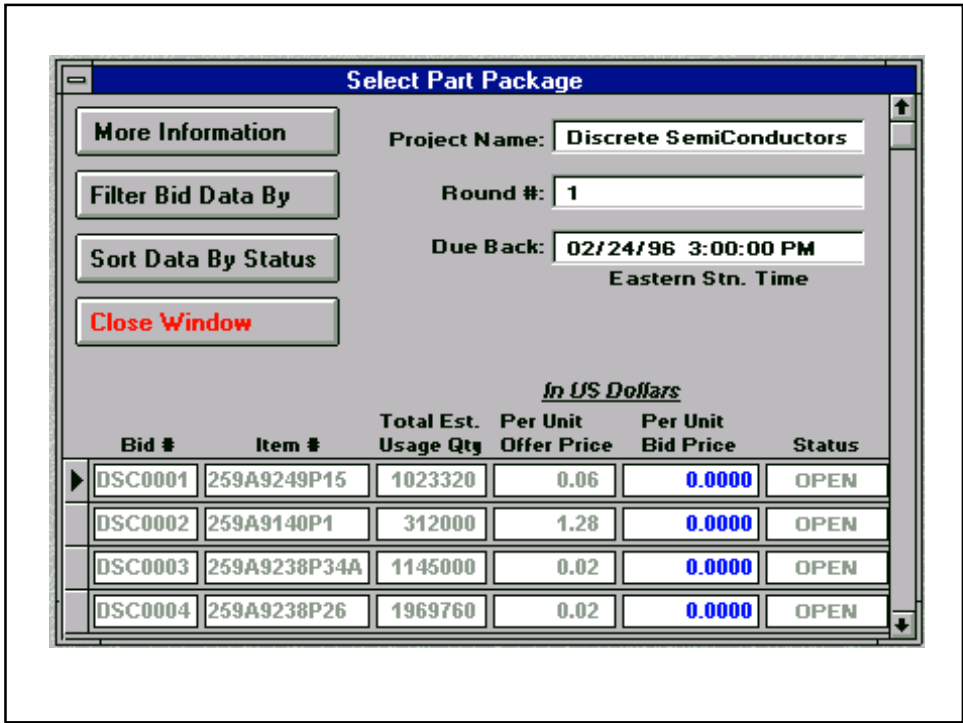 Select Part Package
More Information
Project Name: Discrete SemiConductors
Filter Bid Data By
Round #: 1
Sort Data By Status
Due Back: 02/24/96 3:00:00 PM
Eastern Stn. Time
Close Window
In US Dollars
Total Est. Per Unit Per Unit
Bid # Item # Usage Qty Offer Price Bid Price Status
DSC0001 259A9249P15 1023320 0.06 0.0000 OPEN
DSC0002 259A9140P1 312000 1.28 0.0000 OPEN
DSC0003 259A9238P34A 1145000 0.02 0.0000 OPEN
DSC0004 259A9238P26 1969760 0.02 0.0000 OPEN